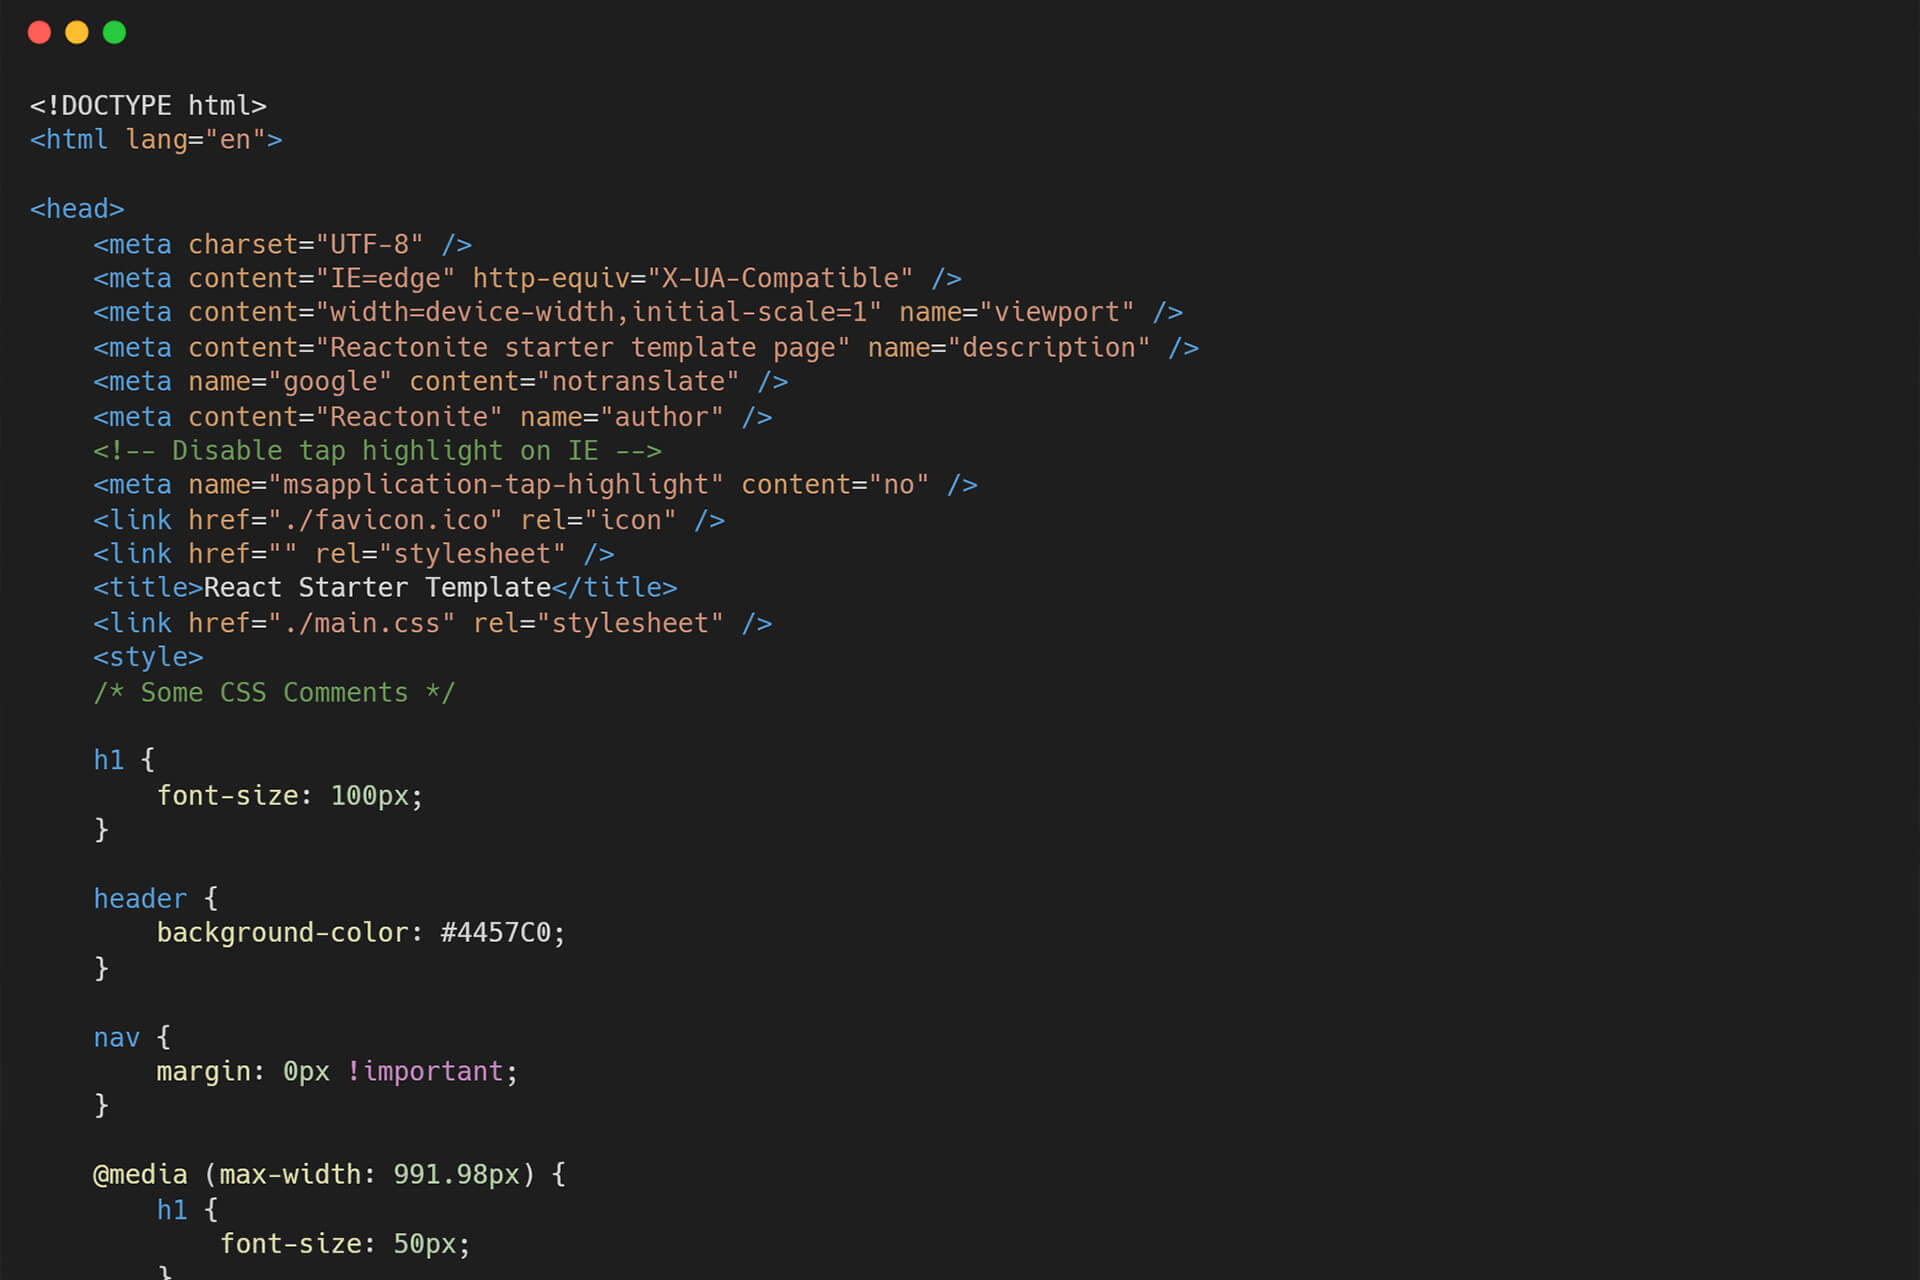 <!DOCTYPE html>
<html lang="en">

<head>
    <meta charset="UTF-8" />
    <meta content="IE=edge" http-equiv="X-UA-Compatible" />
    <meta content="width=device-width,initial-scale=1" name="viewport" />
    <meta content="Reactonite starter template page" name="description" />
    <meta name="google" content="notranslate" />
    <meta content="Reactonite" name="author" />
    <!-- Disable tap highlight on IE -->
    <meta name="msapplication-tap-highlight" content="no" />
    <link href="./favicon.ico" rel="icon" />
    <link href="" rel="stylesheet" />
    <title>React Starter Template</title>
    <link href="./main.css" rel="stylesheet" />
    <style>
    /* Some CSS Comments */

    h1 {
        font-size: 100px;
    }

    header {
        background-color: #4457C0;
    }

    nav {
        margin: 0px !important;
    }

    @media (max-width: 991.98px) {
        h1 {
            font-size: 50px;
        }